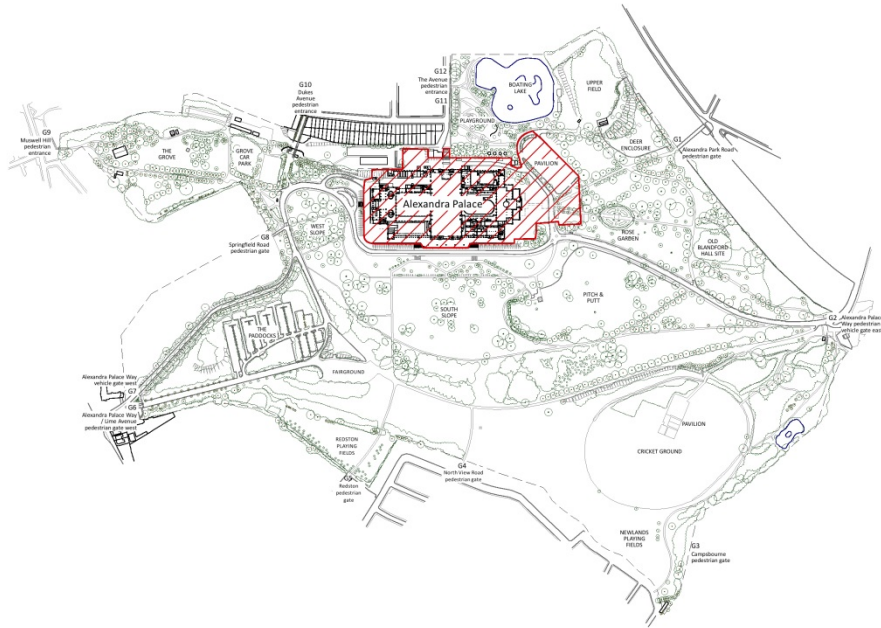 G12
The Avenue
pedestrian
entrance
G11
G10
Dukes
Avenue
pedestrian
entrance
BOATING
LAKE
UPPER
FIELD
PLAYGROUND
G9
Muswell Hill
pedestrian
entrance
THE
GROVE
GROVE
CAR
PARK
PAVILION
DEER
ENCLOSURE
G1
Alexandra Park Road
pedestrian gate
Alexandra Palace
G8
Springfield Road
pedestrian gate
WEST
SLOPE
ROSE
GARDEN
OLD
BLANDFORD
HALL SITE
SOUTH
SLOPE
PITCH &
PUTT
G2
Alexandra Palace
Way pedestrian
vehicle gate east
THE
PADDOCKS
FAIRGROUND
Alexandra Palace Way
vehicle gate west
G7
G6
Alexandra Palace Way
/ Lime Avenue
pedestrian gate west
REDSTON
PLAYING
FIELDS
Redston
pedestrian
gate
G4
North View Road
pedestrian gate
PAVILION
CRICKET GROUND
NEWLANDS
PLAYING
FIELDS
G3
Campsbourne
pedestrian gate